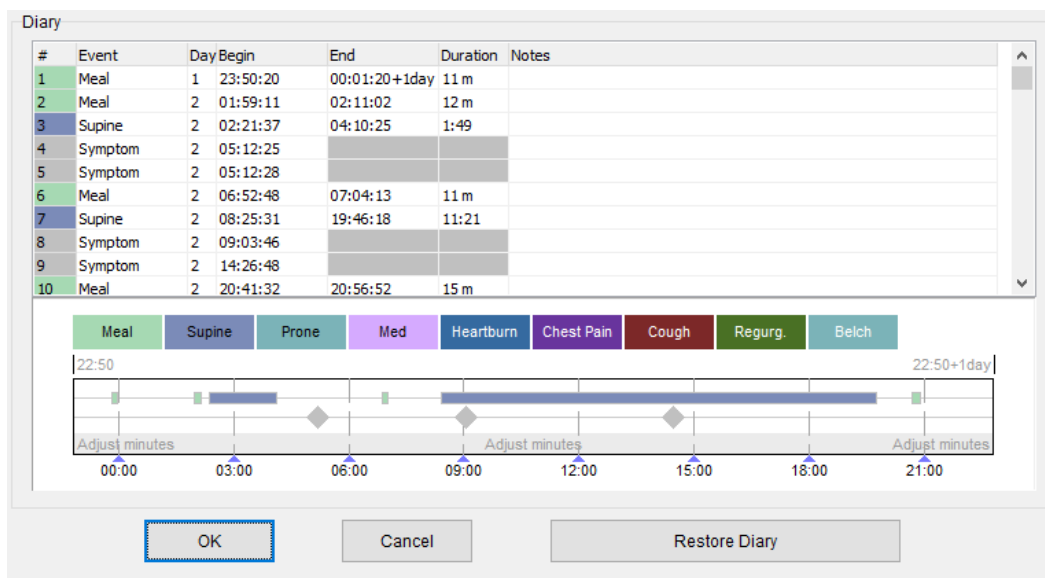 Diary
# Event Day Begin End Duration Notes
1 Meal 1 23:50:20 00:01:20+1day 11 m
2 Meal 2 01:59:11 02:11:02 12 m
3 Supine 2 02:21:37 04:10:25 1:49
4 Symptom 2 05:12:25
5 Symptom 2 05:12:28
6 Meal 2 06:52:48 07:04:13 11 m
7 Supine 2 08:25:31 19:46:18 11:21
8 Symptom 2 09:03:46
9 Symptom 2 14:26:48
10 Meal 2 20:41:32 20:56:52 15 m
Meal Supine Prone Med Heartburn Chest Pain Cough Regurg. Belch
22:50 22:50+1day
Adjust minutes Adjust minutes Adjust minutes
00:00 03:00 06:00 09:00 12:00 15:00 18:00 21:00
OK Cancel Restore Diary